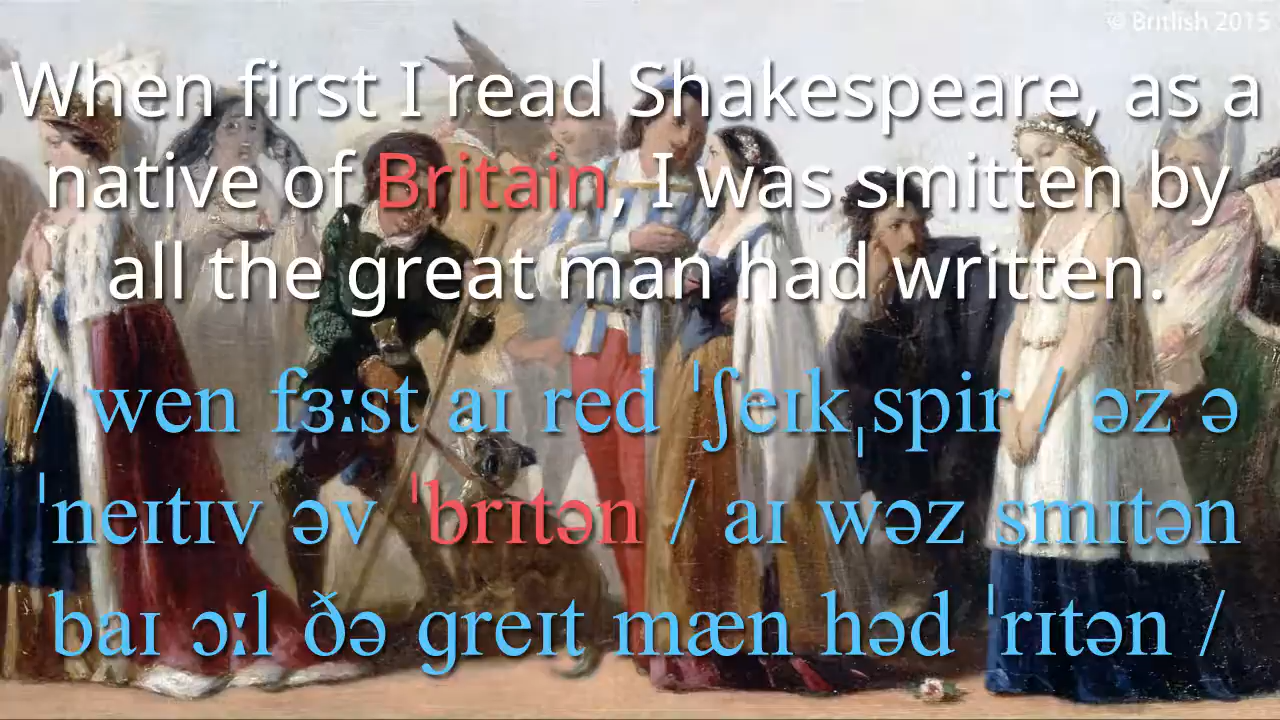 © Britlish 2015
When first I read Shakespeare, as a
native of Britain, I was smitten by
all the great man had written.
/ wen fɜːst aɪ red ˈʃeɪkˌspir / əz ə
ˈneɪtɪv əv ˈbrɪtən / aɪ wəz smɪtən
baɪ ɔːl ðə ɡreɪt mæn həd ˈrɪtən /